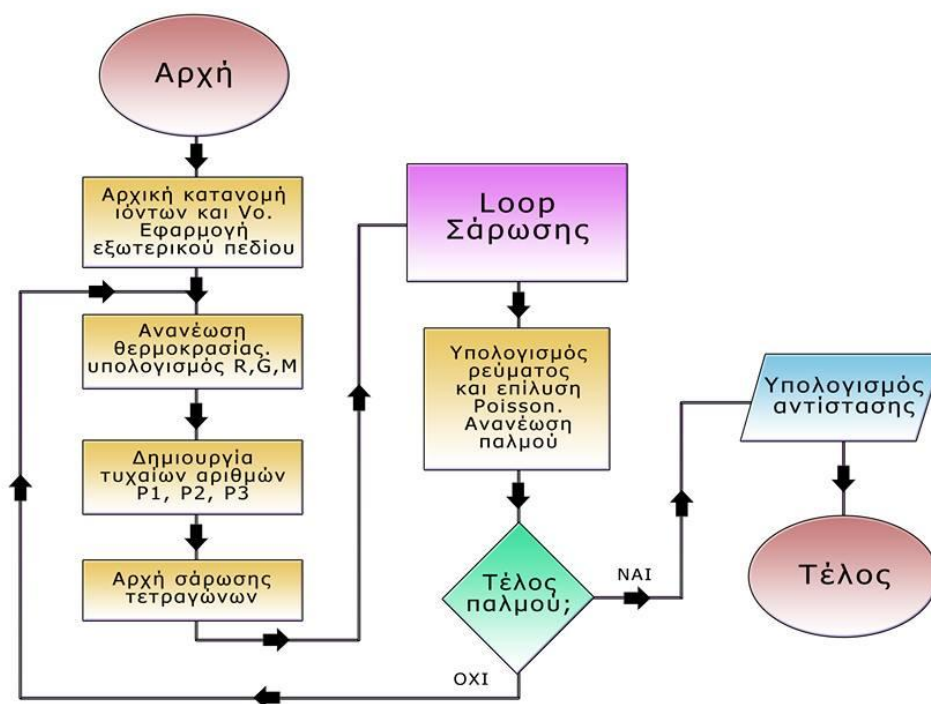 Αρχή
Αρχική κατανομή
ιόντων και Vo.
Εφαρμογή
εξωτερικού πεδίου
Ανανέωση
θερμοκρασίας.
υπολογισμός R,G,M
Δημιουργία
τυχαίων αριθμών
P1, P2, P3
Αρχή σάρωσης
τετραγώνων
Loop
Σάρωσης
Υπολογισμός
ρεύματος
και επίλυση
Poisson.
Ανανέωση
παλμού
Τέλος
παλμού;
ΝΑΙ
ΟΧΙ
Υπολογισμός
αντίστασης
Τέλος